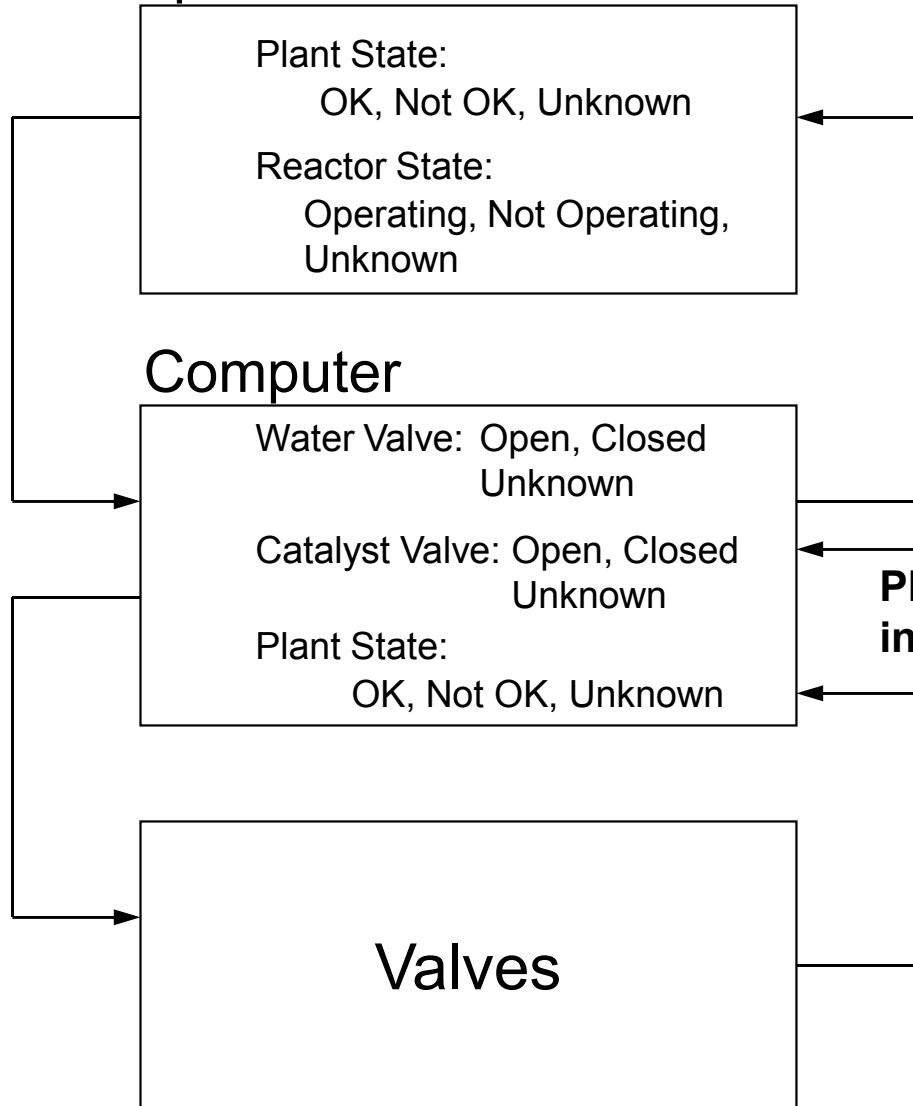 Plant State:
OK, Not OK, Unknown
Reactor State:
Operating, Not Operating,
Unknown
Computer
Water Valve: Open, Closed
Unknown
Catalyst Valve: Open, Closed
Unknown
Plant State:
OK, Not OK, Unknown
Valves